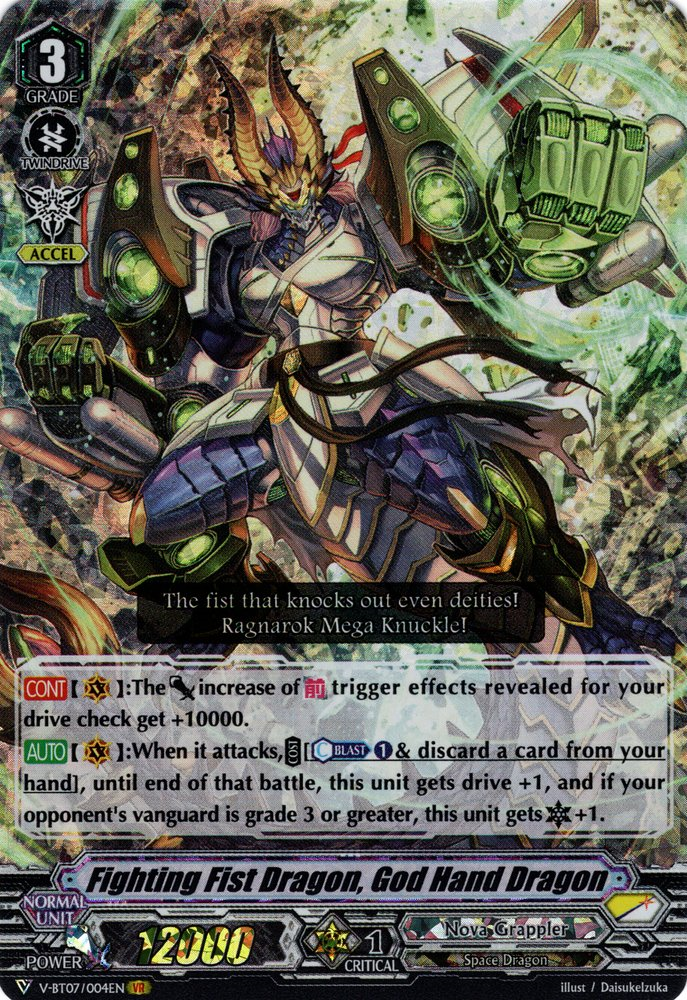 3
GRADE
TWINDRIVE
ACCEL
The fist that knocks out even deities!
Ragnarok Mega Knuckle!
CONT【 】:The increase of 前 trigger effects revealed for your
drive check get +10000.
AUTO【 】:When it attacks, COST [C BLAST 1 & discard a card from your
hand], until end of that battle, this unit gets drive +1, and if your
opponent's vanguard is grade 3 or greater, this unit gets +1.
Fighting Fist Dragon, God Hand Dragon
NORMAL
UNIT
POWER
12000
1
CRITICAL
Nova Grappler
Space Dragon
V V-BT07/004EN VR
illust / DaisukeIzuka